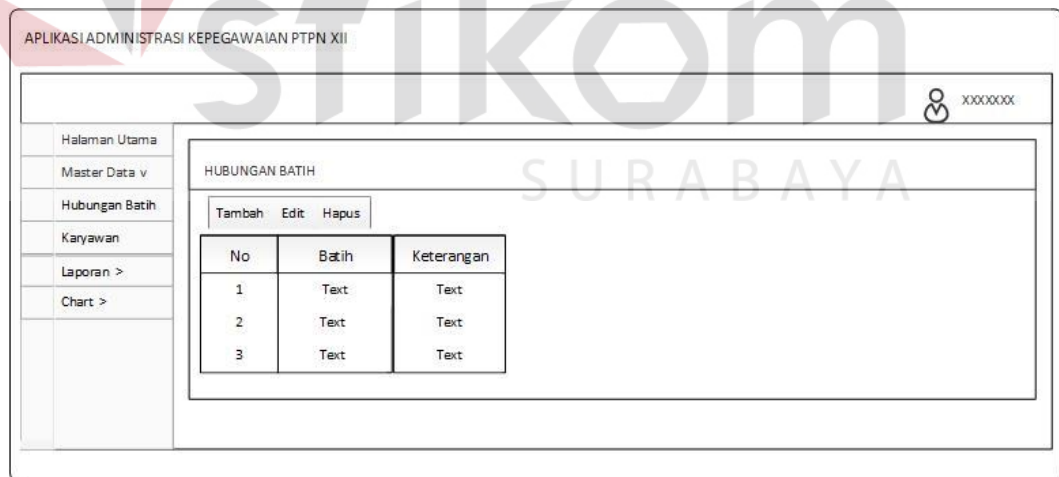 stikom
SURABAYA
APLIKASI ADMINISTRASI KEPEGAWAIAN PTPN XII
XXXXXXX
Halaman Utama
Master Data v
Hubungan Batih
Karyawan
Laporan >
Chart >
HUBUNGAN BATIH
Tambah Edit Hapus
No Batih Keterangan
1 Text Text
2 Text Text
3 Text Text